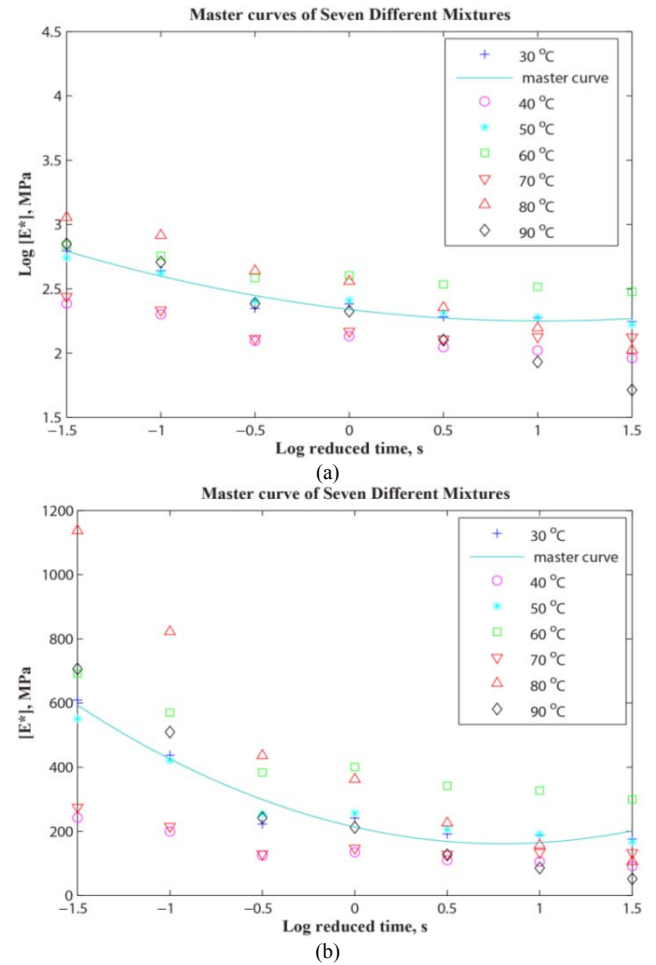 Master curves of Seven Different Mixtures
4.5
4
3.5
3
2.5
2
1.5
Log [E*], MPa
30 °C
master curve
40 °C
50 °C
60 °C
70 °C
80 °C
90 °C
−1.5 −1 −0.5 0 0.5 1 1.5
Log reduced time, s
(a)
Master curve of Seven Different Mixtures
1200
1000
800
600
400
200
0
[E*], MPa
30 °C
master curve
40 °C
50 °C
60 °C
70 °C
80 °C
90 °C
−1.5 −1 −0.5 0 0.5 1 1.5
Log reduced time, s
(b)